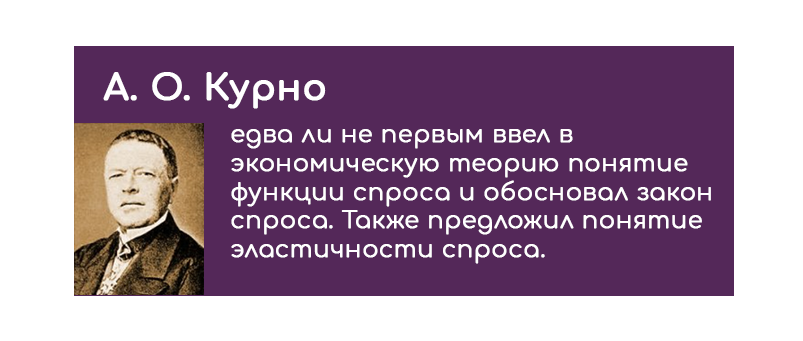 А. О. Курно
едва ли не первым ввел в
экономическую теорию понятие
функции спроса и обосновал закон
спроса. Также предложил понятие
эластичности спроса.